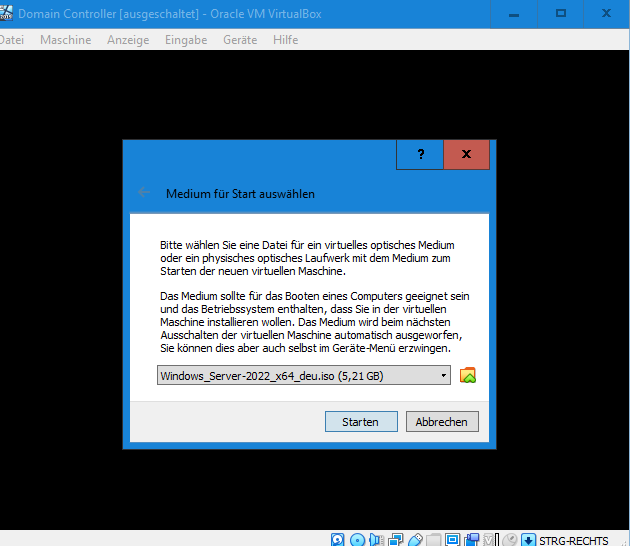 Domain Controller [ausgeschaltet] - Oracle VM VirtualBox
Datei Maschine Anzeige Eingabe Geräte Hilfe
? x
Medium für Start auswählen
Bitte wählen Sie eine Datei für ein virtuelles optisches Medium
oder ein physisches optisches Laufwerk mit dem Medium zum
Starten der neuen virtuellen Maschine.
Das Medium sollte für das Booten eines Computers geeignet sein
und das Betriebssystem enthalten, dass Sie in der virtuellen
Maschine installieren wollen. Das Medium wird beim nächsten
Ausschalten der virtuellen Maschine automatisch ausgeworfen,
Sie können dies aber auch selbst im Geräte-Menü erzwingen.
Windows_Server-2022_x64_deu.iso (5,21 GB)
Starten Abbrechen
STRG-RECHTS